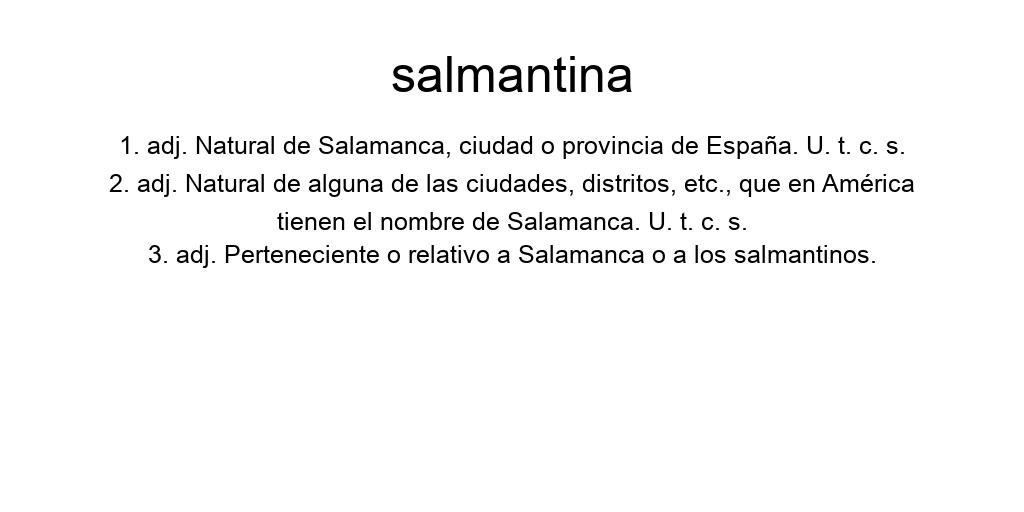 salmantina
1. adj. Natural de Salamanca, ciudad o provincia de España. U. t. c. s.
2. adj. Natural de alguna de las ciudades, distritos, etc., que en América
tienen el nombre de Salamanca. U. t. c. s.
3. adj. Perteneciente o relativo a Salamanca o a los salmantinos.